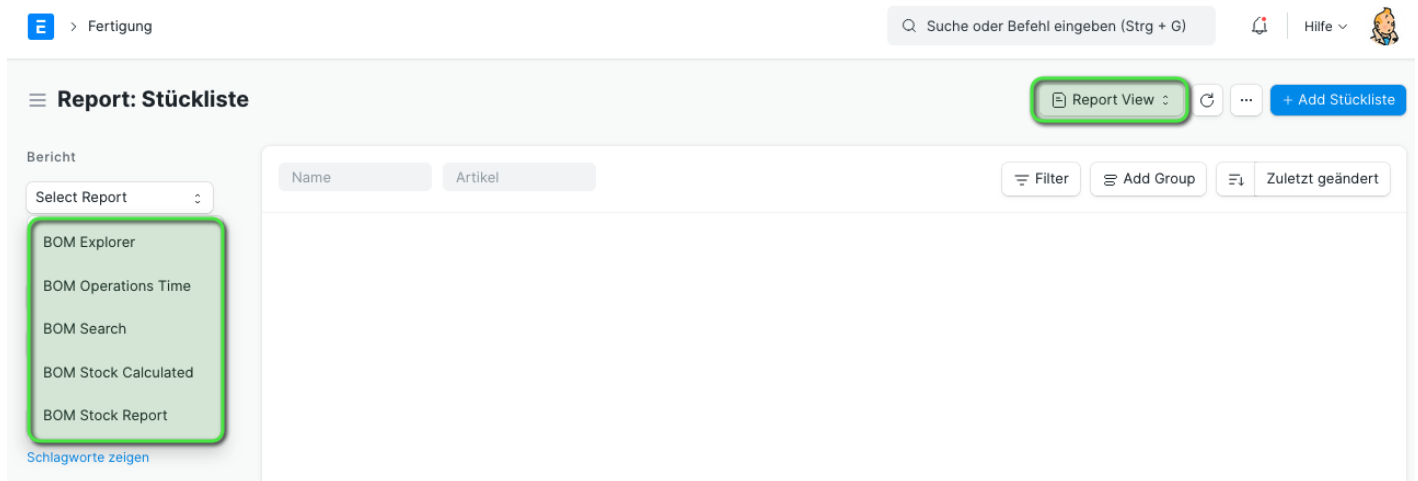 E > Fertigung
Suche oder Befehl eingeben (Strg + G)
Hilfe
Report: Stückliste
Report View
+ Add Stückliste
Bericht
Select Report
Name
Artikel
Filter
Add Group
Zuletzt geändert
BOM Explorer
BOM Operations Time
BOM Search
BOM Stock Calculated
BOM Stock Report
Schlagworte zeigen